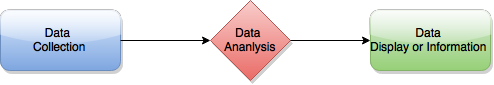 Data
Collection
Data
Ananlysis
Data
Display or Information